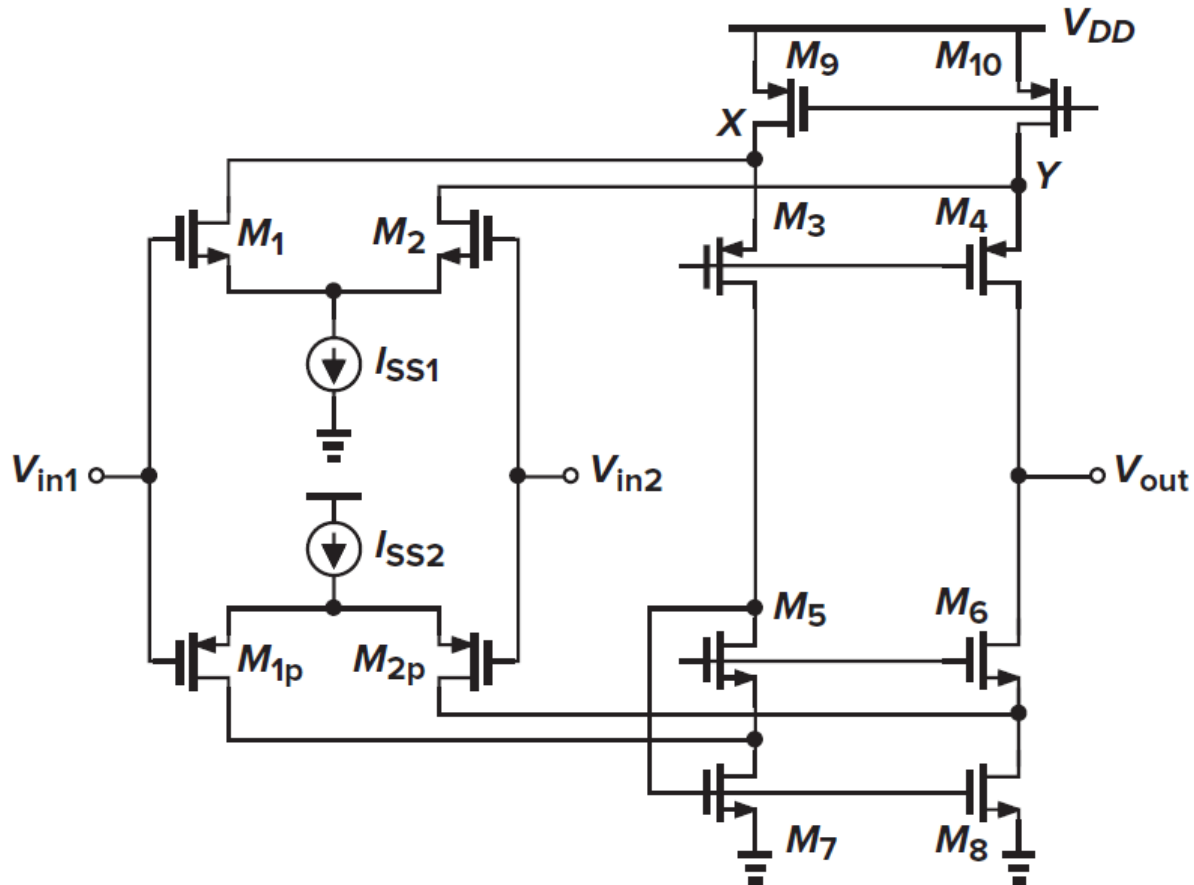 V_DD
M_9
M_10
X
Y
M_1
M_2
M_3
M_4
I_SS1
V_in1
V_in2
V_out
I_SS2
M_5
M_6
M_1p
M_2p
M_7
M_8